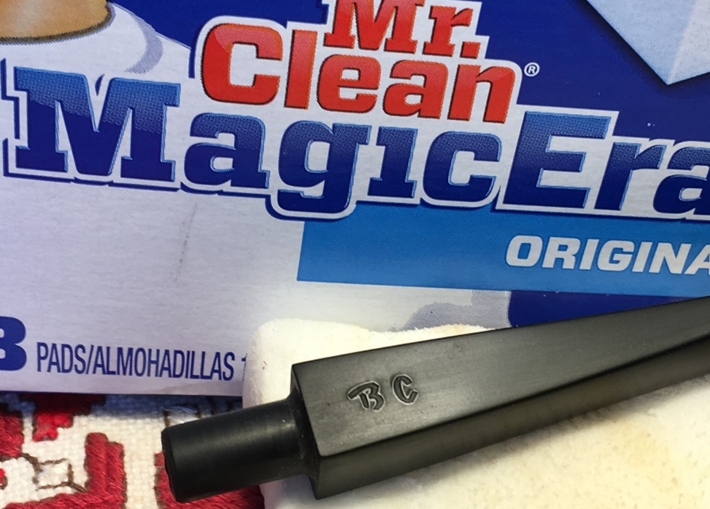 Mr.
Clean®
MagicEra
ORIGINA
PADS/ALMOHADILLAS
BC